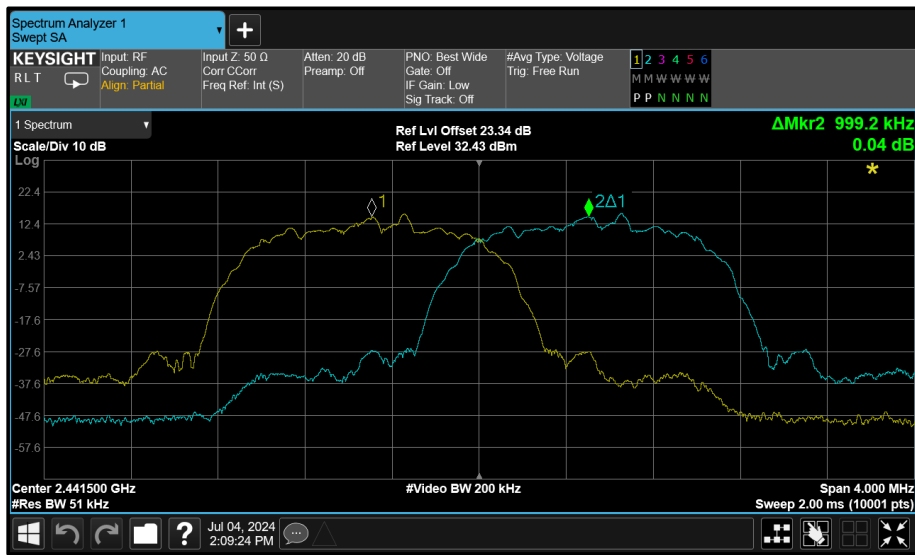 Spectrum Analyzer 1
Swept SA
+
KEYSIGHT
R L T
LXI
Input: RF
Coupling: AC
Align: Partial
Input Z: 50 Ω
Corr CCorr
Freq Ref: Int (S)
Atten: 20 dB
Preamp: Off
PNO: Best Wide
Gate: Off
IF Gain: Low
Sig Track: Off
#Avg Type: Voltage
Trig: Free Run
1 2 3 4 5 6
M M W W W W
P P N N N N
1 Spectrum
Scale/Div 10 dB
Log
Ref Lvl Offset 23.34 dB
Ref Level 32.43 dBm
ΔMkr2 999.2 kHz
0.04 dB
*
22.4
12.4
2.43
-7.57
-17.6
-27.6
-37.6
-47.6
-57.6
1
2Δ1
Center 2.441500 GHz
#Res BW 51 kHz
#Video BW 200 kHz
Span 4.000 MHz
Sweep 2.00 ms (10001 pts)
?
Jul 04, 2024
2:09:24 PM